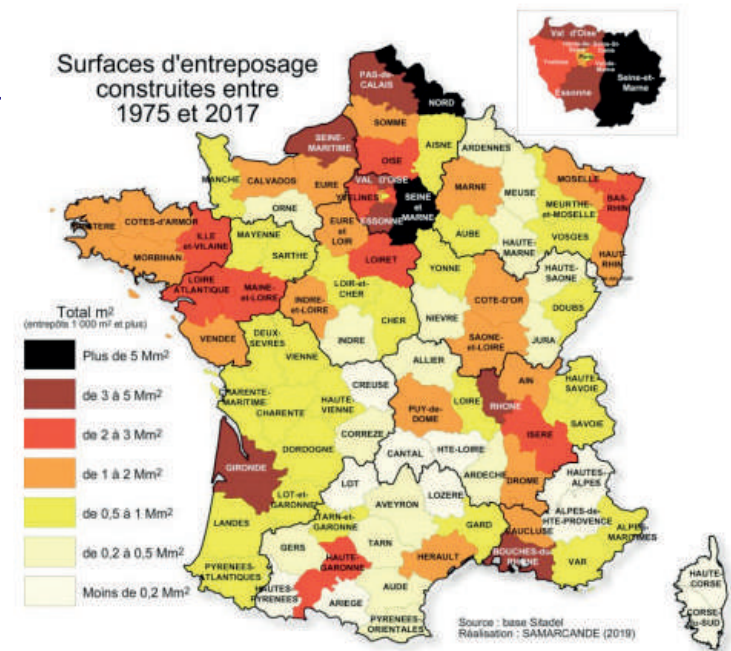 Surfaces d'entreposage
construites entre
1975 et 2017
Val d'Oise
Seine-et-
Marne
Yvelines
Essonne
PAS-de-
CALAIS
NORD
SOMME
SEINE-
MARITIME
AISNE
ARDENNES
OISE
MANCHE
CALVADOS
EURE
VAL D'OISE
YVELINES
ESSONNE
SEINE
et
MARNE
MARNE
MEUSE
MOSELLE
BAS-
RHIN
MEURTHE-
et-MOSELLE
ORNE
EURE
et
LOIR
AUBE
HAUTE-
MARNE
VOSGES
HAUT-
RHIN
FINISTERE
COTES-d'ARMOR
MORBIHAN
ILLE
et-VILAINE
MAYENNE
SARTHE
LOIRET
YONNE
HAUTE-
SAONE
LOIR-et-
CHER
COTE-D'OR
DOUBS
LOIRE
ATLANTIQUE
MAINE-
et-LOIRE
INDRE-
et-LOIRE
CHER
NIEVRE
JURA
SAONE-
et-LOIRE
INDRE
VENDEE
DEUX-
SEVRES
VIENNE
ALLIER
CREUSE
AIN
HAUTE-
SAVOIE
CHARENTE-
MARITIME
CHARENTE
HAUTE-
VIENNE
PUY-de-
DOME
LOIRE
RHONE
SAVOIE
ISERE
CORREZE
DORDOGNE
CANTAL
HTE-LOIRE
GIRONDE
LOT
LOZERE
ARDECHE
DROME
HAUTES-
ALPES
LOT-et-
GARONNE
AVEYRON
ALPES-de-
HTE-PROVENCE
ALPES-
MARITIMES
LANDES
TARN-et-
GARONNE
GARD
VAUCLUSE
TARN
GERS
HAUTE-
GARONNE
HERAULT
BOUCHES-du-
RHONE
VAR
PYRENEES-
ATLANTIQUES
HAUTES-
PYRENEES
ARIEGE
AUDE
PYRENEES-
ORIENTALES
HAUTE-
CORSE
CORSE-
du-SUD
Total m²
(entrepôts 1 000 m² et plus)
Plus de 5 Mm²
de 3 à 5 Mm²
de 2 à 3 Mm²
de 1 à 2 Mm²
de 0,5 à 1 Mm²
de 0,2 à 0,5 Mm²
Moins de 0,2 Mm²
Source : base Sitadel
Réalisation : SAMARCANDE (2019)